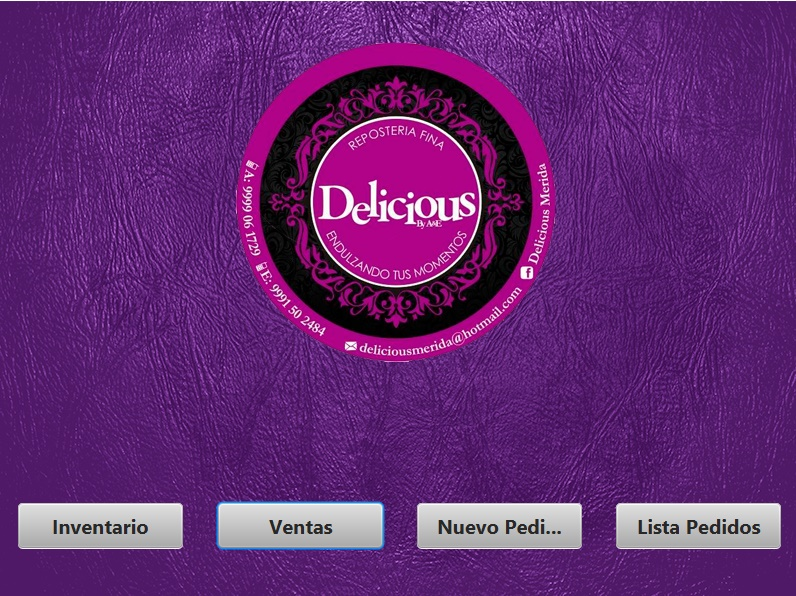 REPOSTERIA FINA
Delicious
By A&E
ENDULZANDO TUS MOMENTOS
A: 9999 06 1729
E: 9991 50 2484
deliciousmerida@hotmail.com
Delicious Merida
Inventario
Ventas
Nuevo Pedi...
Lista Pedidos